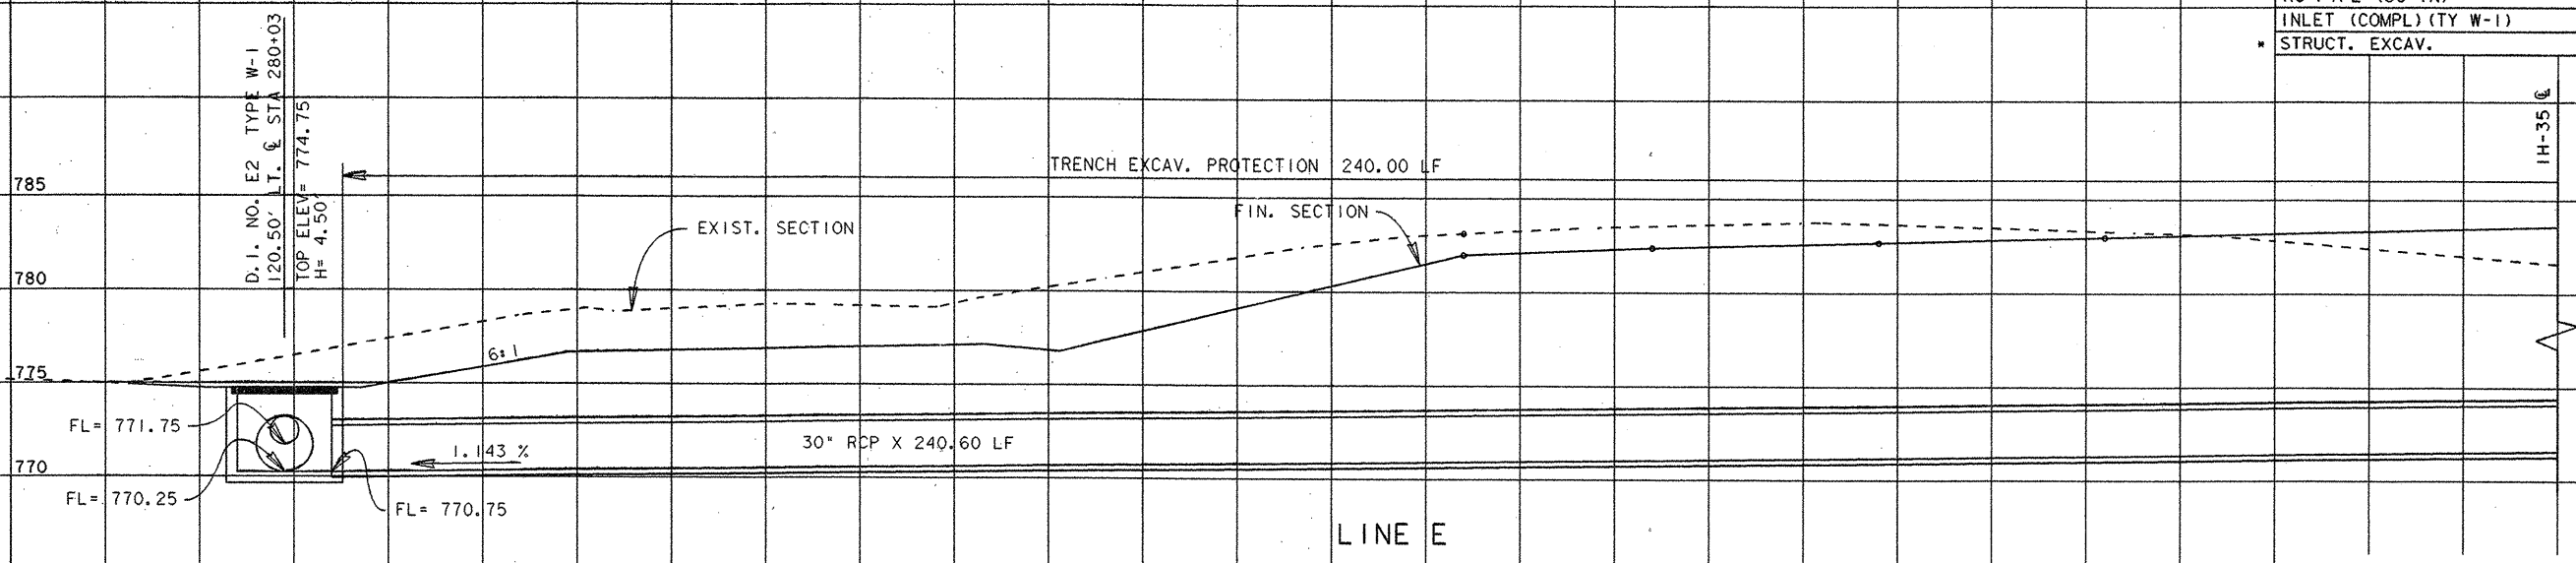 INLET (COMPL) (TY W-1)
* STRUCT. EXCAV.
D.I. NO. E2 TYPE W-1
120.50' LT. ℄ STA 280+03
TOP ELEV= 774.75
H= 4.50'
IH-35 ℄
TRENCH EXCAV. PROTECTION 240.00 LF
785
FIN. SECTION
EXIST. SECTION
780
6:1
775
FL= 771.75
30" RCP X 240.60 LF
1.143 %
770
FL= 770.25
FL= 770.75
LINE E